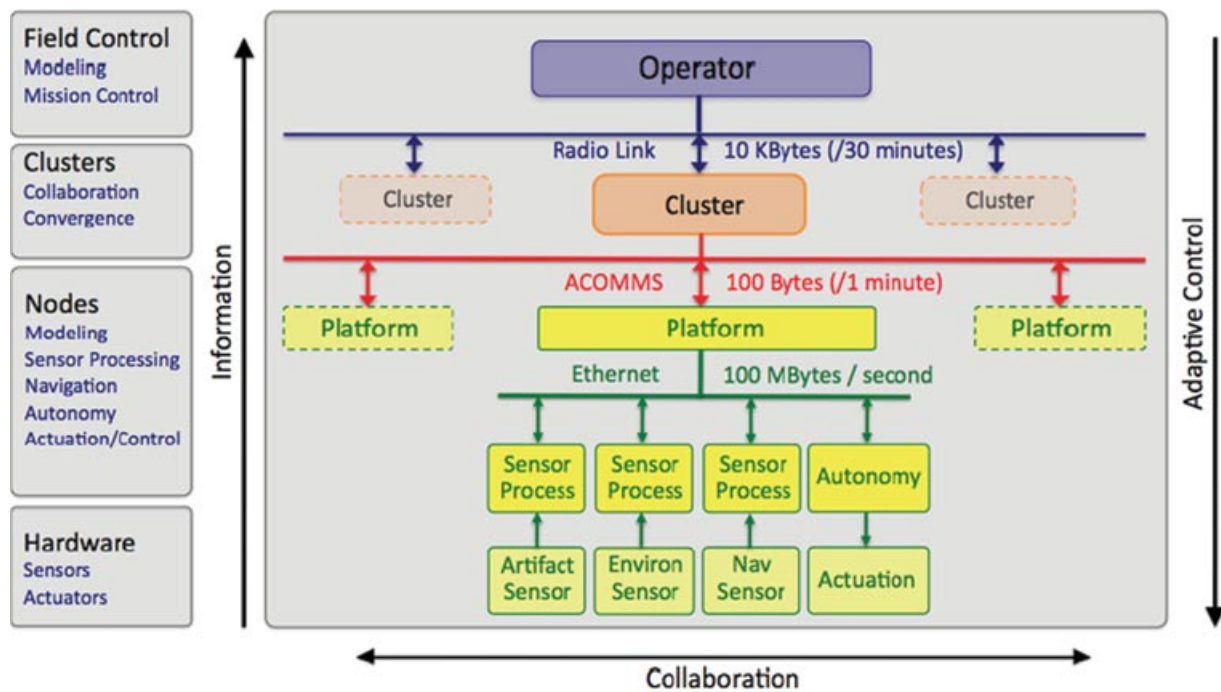 Field Control
Modeling
Mission Control
Clusters
Collaboration
Convergence
Nodes
Modeling
Sensor Processing
Navigation
Autonomy
Actuation/Control
Hardware
Sensors
Actuators
Information
Operator
Radio Link 10 KBytes (/30 minutes)
Cluster Cluster Cluster
ACOMMS 100 Bytes (/1 minute)
Platform Platform Platform
Ethernet 100 MBytes / second
Sensor Process
Sensor Process
Sensor Process
Autonomy
Artifact Sensor
Environ Sensor
Nav Sensor
Actuation
Adaptive Control
Collaboration